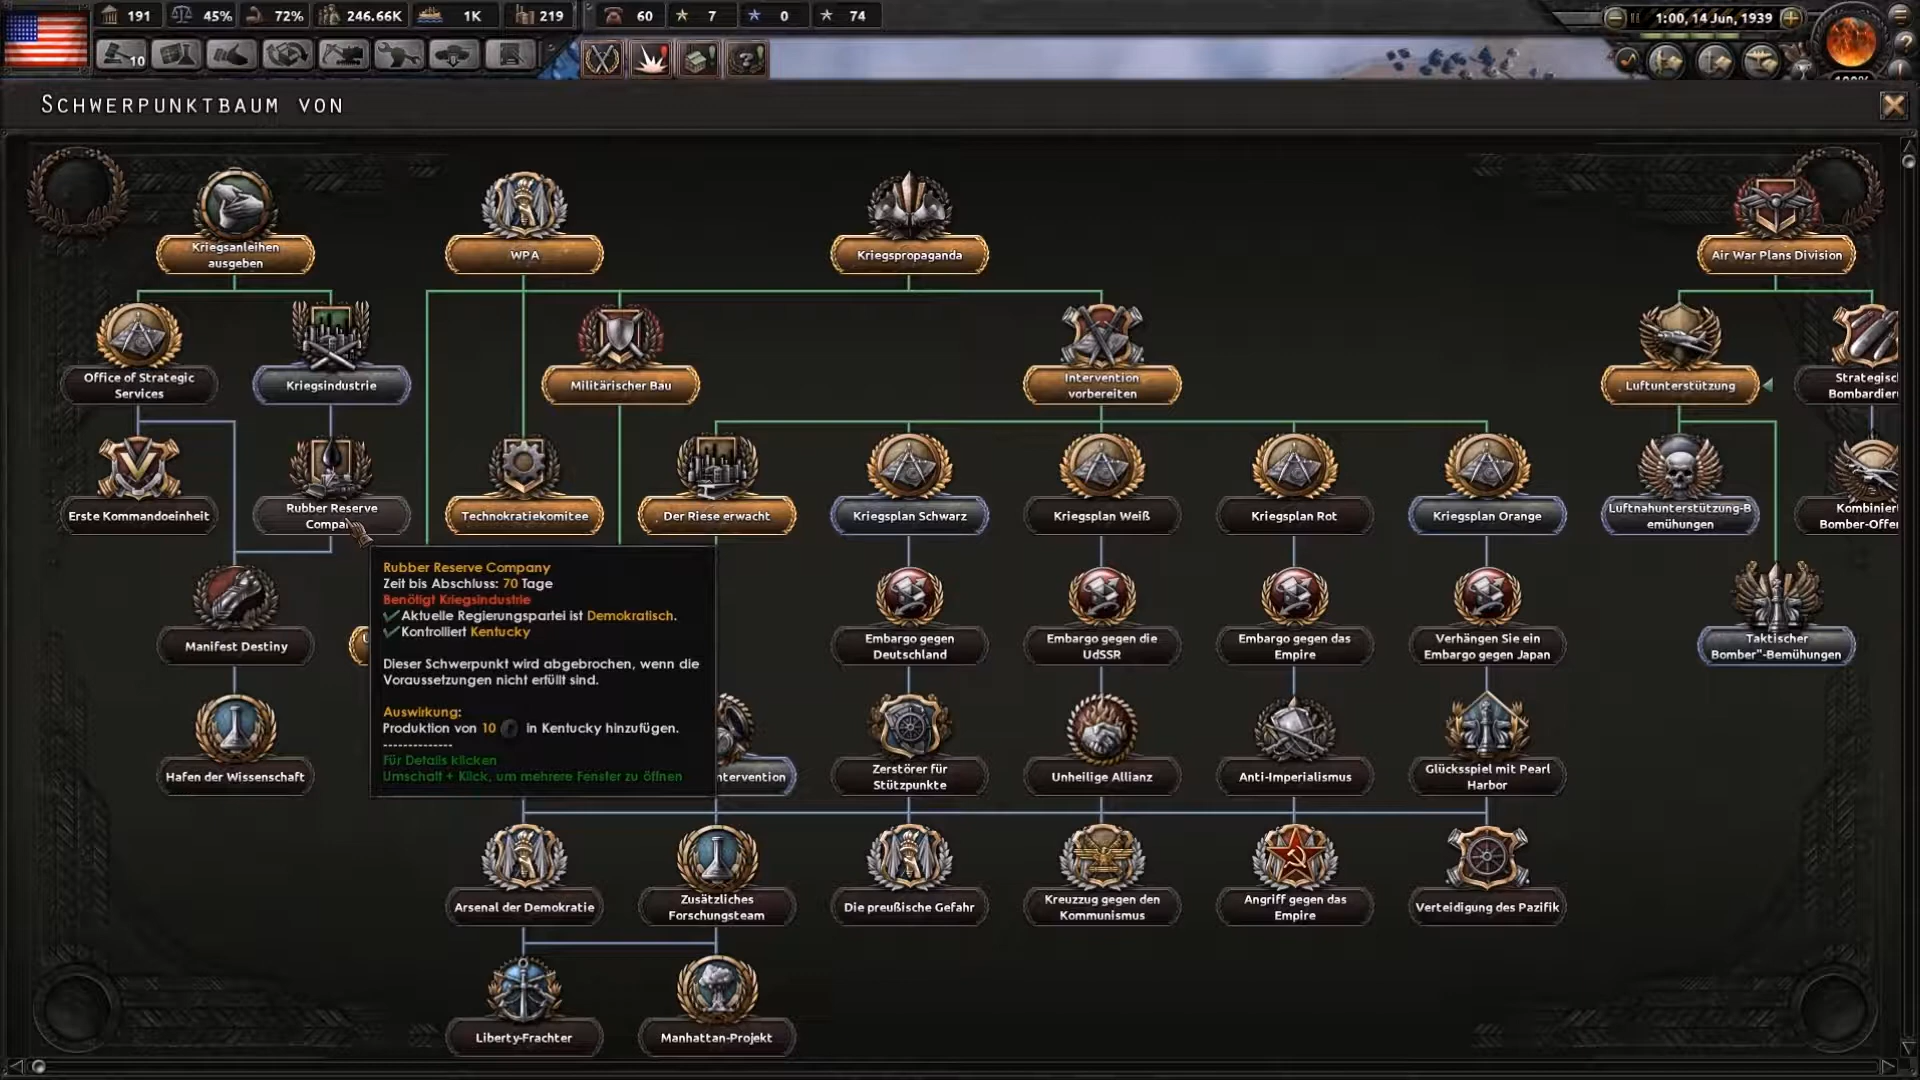 191
45%
72%
246.66K
1K
219
60
7
0
74
1:00, 14 Jun, 1939
10
SCHWERPUNKTBAUM VON
Kriegsanleihen
ausgeben
WPA
Kriegspropaganda
Air War Plans Division
Office of Strategic
Services
Kriegsindustrie
Militärischer Bau
Intervention
vorbereiten
Luftunterstützung
Strategisc
Bombardier
Erste Kommandoeinheit
Rubber Reserve
Compa
Technokratiekomitee
Der Riese erwacht
Kriegsplan Schwarz
Kriegsplan Weiß
Kriegsplan Rot
Kriegsplan Orange
Luftnahunterstützung-B
emühungen
Kombinier
Bomber-Offe
Rubber Reserve Company
Zeit bis Abschluss: 70 Tage
Benötigt Kriegsindustrie
Aktuelle Regierungspartei ist Demokratisch.
Kontrolliert Kentucky
Dieser Schwerpunkt wird abgebrochen, wenn die
Voraussetzungen nicht erfüllt sind.
Auswirkung:
Produktion von 10 in Kentucky hinzufügen.
--------------
Für Details klicken
Umschalt + Klick, um mehrere Fenster zu öffnen
Manifest Destiny
Embargo gegen
Deutschland
Embargo gegen die
UdSSR
Embargo gegen das
Empire
Verhängen Sie ein
Embargo gegen Japan
Taktischer
Bomber"-Bemühungen
Hafen der Wissenschaft
ntervention
Zerstörer für
Stützpunkte
Unheilige Allianz
Anti-Imperialismus
Glücksspiel mit Pearl
Harbor
Arsenal der Demokratie
Zusätzliches
Forschungsteam
Die preußische Gefahr
Kreuzzug gegen den
Kommunismus
Angriff gegen das
Empire
Verteidigung des Pazifik
Liberty-Frachter
Manhattan-Projekt